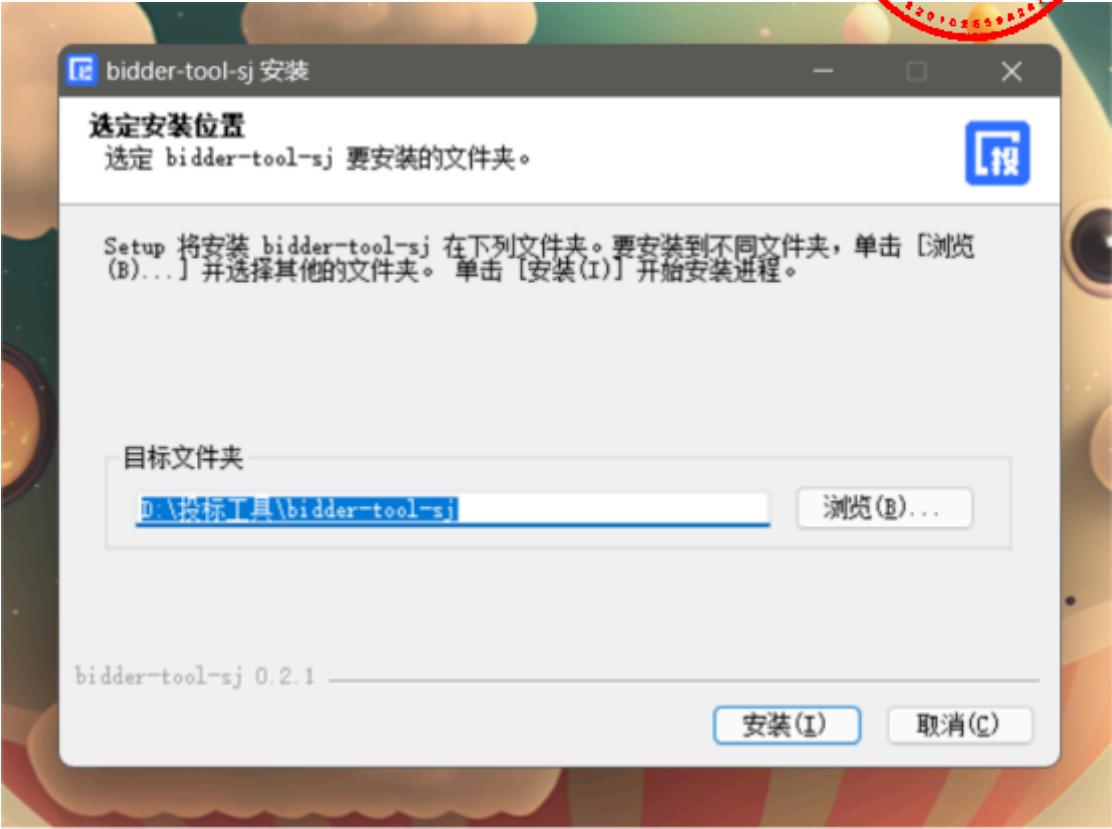 bidder-tool-sj 安装
选定安装位置
选定 bidder-tool-sj 要安装的文件夹。
投
Setup 将安装 bidder-tool-sj 在下列文件夹。要安装到不同文件夹，单击 [浏览
(B)...] 并选择其他的文件夹。 单击 [安装(I)] 开始安装进程。
目标文件夹
D:\投标工具\bidder-tool-sj
浏览(B)...
bidder-tool-sj 0.2.1
安装(I)
取消(C)